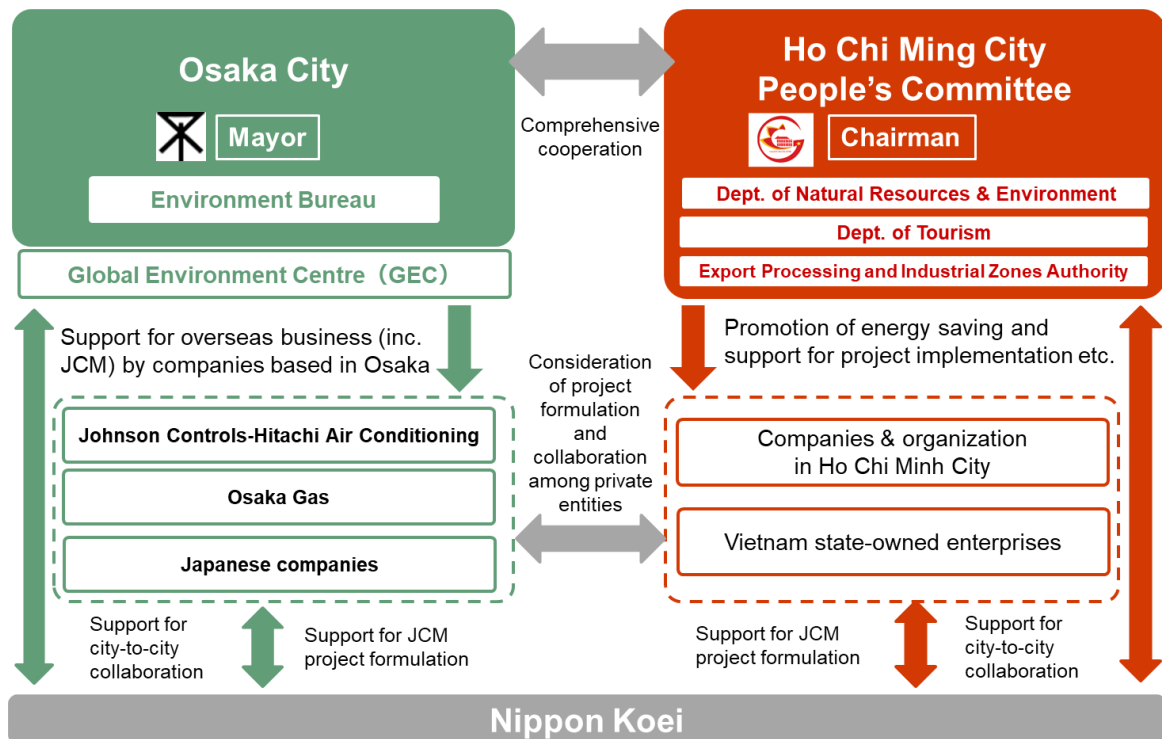 Osaka City
Mayor
Environment Bureau
Global Environment Centre（GEC）
Comprehensive
cooperation
Ho Chi Ming City
People's Committee
Chairman
Dept. of Natural Resources & Environment
Dept. of Tourism
Export Processing and Industrial Zones Authority
Support for overseas business (inc.
JCM) by companies based in Osaka
Consideration
of project
formulation
and
collaboration
among private
entities
Promotion of energy saving and
support for project implementation etc.
Johnson Controls-Hitachi Air Conditioning
Osaka Gas
Japanese companies
Companies & organization
in Ho Chi Minh City
Vietnam state-owned enterprises
Support for
city-to-city
collaboration
Support for JCM
project formulation
Support for JCM
project formulation
Support for
city-to-city
collaboration
Nippon Koei